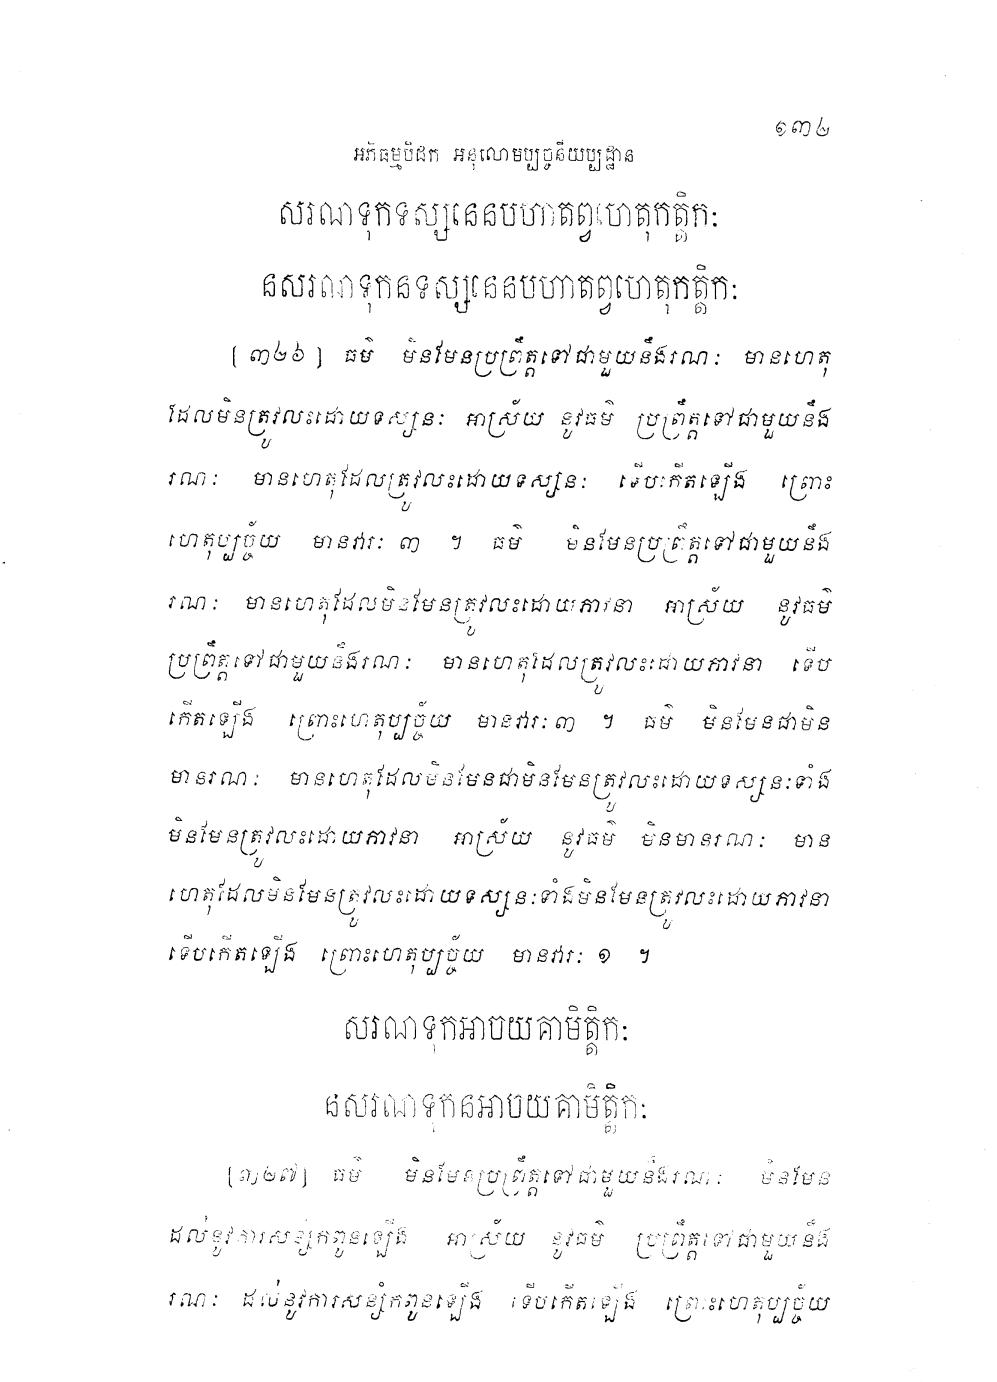 ១៣២
អភិធម្មបិដក អនុលោមប្បច្ចនីយប្បដ្ឋាន
សរណទុកទស្សនេនបហាតព្វហេតុកត្តិកៈ
នសរណទុកនទស្សនេនបហាតព្វហេតុកត្តិកៈ
[៣២៦] ធម៌ មិនមែនប្រព្រឹត្តទៅជាមួយនឹងរណៈ មានហេតុ
ដែលមិនត្រូវលះដោយទស្សនៈ អាស្រ័យ នូវធម៌ ប្រព្រឹត្តទៅជាមួយនឹង
រណៈ មានហេតុដែលត្រូវលះដោយទស្សនៈ ទើបកើតឡើង ព្រោះ
ហេតុប្បច្ច័យ មានវារៈ ៣ ។ ធម៌ មិនមែនប្រព្រឹត្តទៅជាមួយនឹង
រណៈ មានហេតុដែលមិនមែនត្រូវលះដោយភាវនា អាស្រ័យ នូវធម៌
ប្រព្រឹត្តទៅជាមួយនឹងរណៈ មានហេតុដែលត្រូវលះដោយភាវនា ទើប
កើតឡើង ព្រោះហេតុប្បច្ច័យ មានវារៈ ៣ ។ ធម៌ មិនមែនជាមិន
មានរណៈ មានហេតុដែលមិនមែនជាមិនមែនត្រូវលះដោយទស្សនៈទាំង
មិនមែនត្រូវលះដោយភាវនា អាស្រ័យ នូវធម៌ មិនមានរណៈ មាន
ហេតុដែលមិនមែនត្រូវលះដោយទស្សនៈទាំងមិនមែនត្រូវលះដោយភាវនា
ទើបកើតឡើង ព្រោះហេតុប្បច្ច័យ មានវារៈ ១ ។
សរណទុកអាចយគាមិត្តិកៈ
នសរណទុកនអាចយគាមិត្តិកៈ
[៣២៧] ធម៌ មិនមែនប្រព្រឹត្តទៅជាមួយនឹងរណៈ មិនមែន
ដល់នូវការសន្សំកពូនឡើង អាស្រ័យ នូវធម៌ ប្រព្រឹត្តទៅជាមួយនឹង
រណៈ ដល់នូវការសន្សំកពូនឡើង ទើបកើតឡើង ព្រោះហេតុប្បច្ច័យ